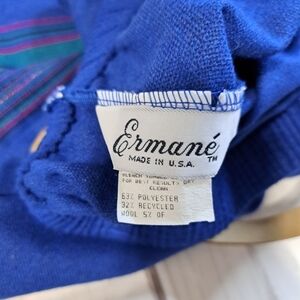 Ermané
MADE IN U.S.A. TM
FOR BEST RESULTS DRY
CLEAN
63% POLYESTER
32% RECYCLED
WOOL 5% OF